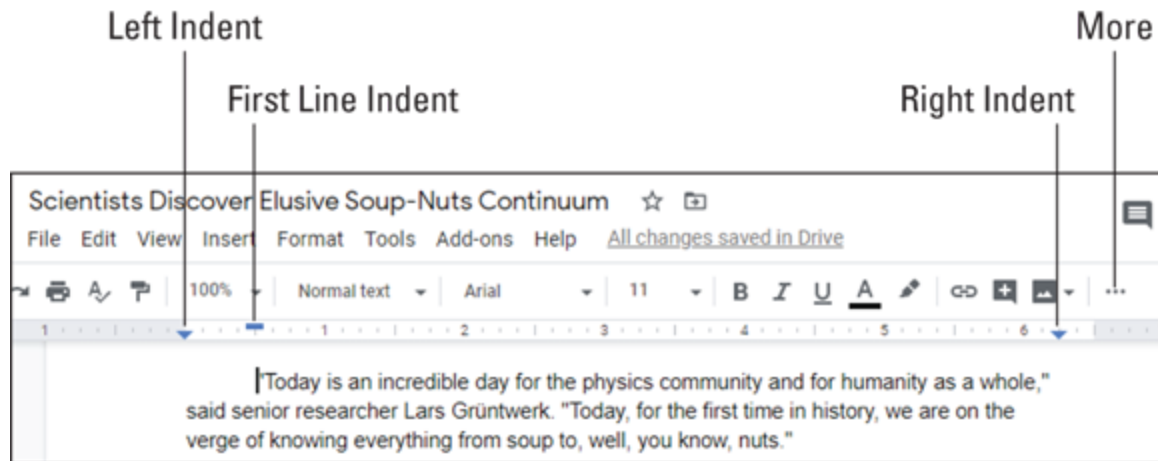 Left Indent
More
First Line Indent
Right Indent
Scientists Discover Elusive Soup-Nuts Continuum
File Edit View Insert Format Tools Add-ons Help All changes saved in Drive
100% Normal text Arial 11 B I U A
1 1 2 3 4 5 6
"Today is an incredible day for the physics community and for humanity as a whole,"
said senior researcher Lars Grüntwerk. "Today, for the first time in history, we are on the
verge of knowing everything from soup to, well, you know, nuts."